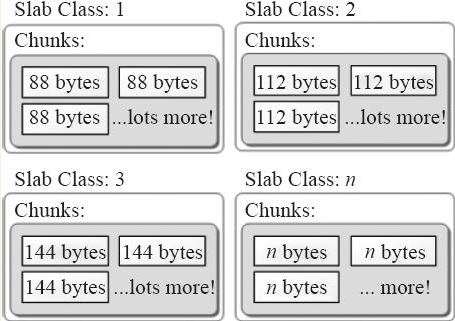 Slab Class: 1
Chunks:
88 bytes 88 bytes
88 bytes ...lots more!
Slab Class: 2
Chunks:
112 bytes 112 bytes
112 bytes ...lots more!
Slab Class: 3
Chunks:
144 bytes 144 bytes
144 bytes ...lots more!
Slab Class: n
Chunks:
n bytes n bytes
n bytes ... more!